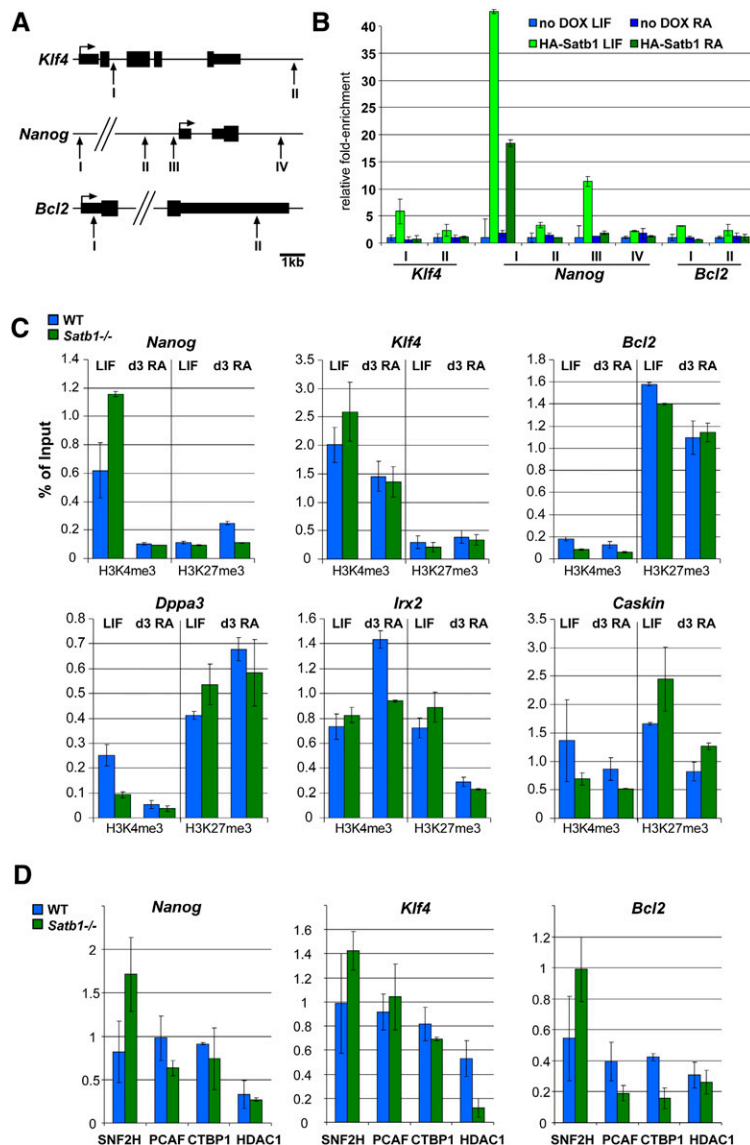 A
Klf4
I
II
Nanog
I
II
III
IV
Bcl2
I
II
1kb
B
no DOX LIF
no DOX RA
HA-Satb1 LIF
HA-Satb1 RA
relative fold-enrichment
40
35
30
25
20
15
10
5
0
I II I II III IV I II
Klf4 Nanog Bcl2
C
WT
Satb1-/-
% of Input
Nanog
LIF d3 RA LIF d3 RA
1.4
1.2
1.0
0.8
0.6
0.4
0.2
0
H3K4me3 H3K27me3
Klf4
LIF d3 RA LIF d3 RA
3.5
3.0
2.5
2.0
1.5
1.0
0.5
0
H3K4me3 H3K27me3
Bcl2
LIF d3 RA LIF d3 RA
1.8
1.6
1.4
1.2
1.0
0.8
0.6
0.4
0.2
0
H3K4me3 H3K27me3
Dppa3
LIF d3 RA LIF d3 RA
0.8
0.7
0.6
0.5
0.4
0.3
0.2
0.1
0
H3K4me3 H3K27me3
Irx2
LIF d3 RA LIF d3 RA
1.6
1.4
1.2
1.0
0.8
0.6
0.4
0.2
0
H3K4me3 H3K27me3
Caskin
LIF d3 RA LIF d3 RA
3.5
3.0
2.5
2.0
1.5
1.0
0.5
0
H3K4me3 H3K27me3
D
WT
Satb1-/-
Nanog
2
1.5
1
0.5
0
SNF2H PCAF CTBP1 HDAC1
Klf4
1.6
1.4
1.2
1
0.8
0.6
0.4
0.2
0
SNF2H PCAF CTBP1 HDAC1
Bcl2
1.2
1
0.8
0.6
0.4
0.2
0
SNF2H PCAF CTBP1 HDAC1